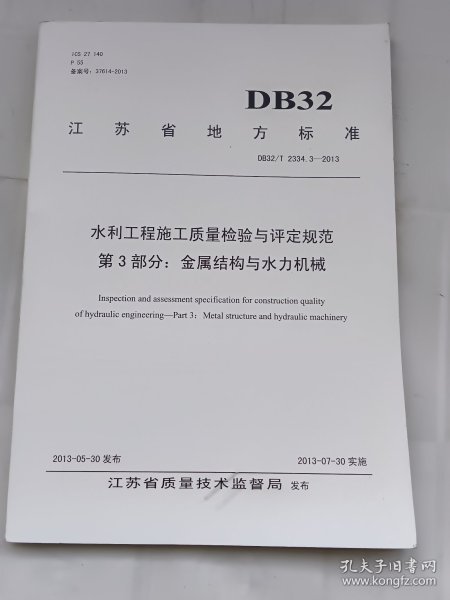 ICS 27 140
P 55
备案号：37614-2013
DB32
江苏省地方标准
DB32/T 2334.3—2013
水利工程施工质量检验与评定规范
第3部分：金属结构与水力机械
Inspection and assessment specification for construction quality
of hydraulic engineering—Part 3：Metal structure and hydraulic machinery
2013-05-30 发布
2013-07-30 实施
江苏省质量技术监督局 发布
孔夫子旧书网
www.kongfz.com